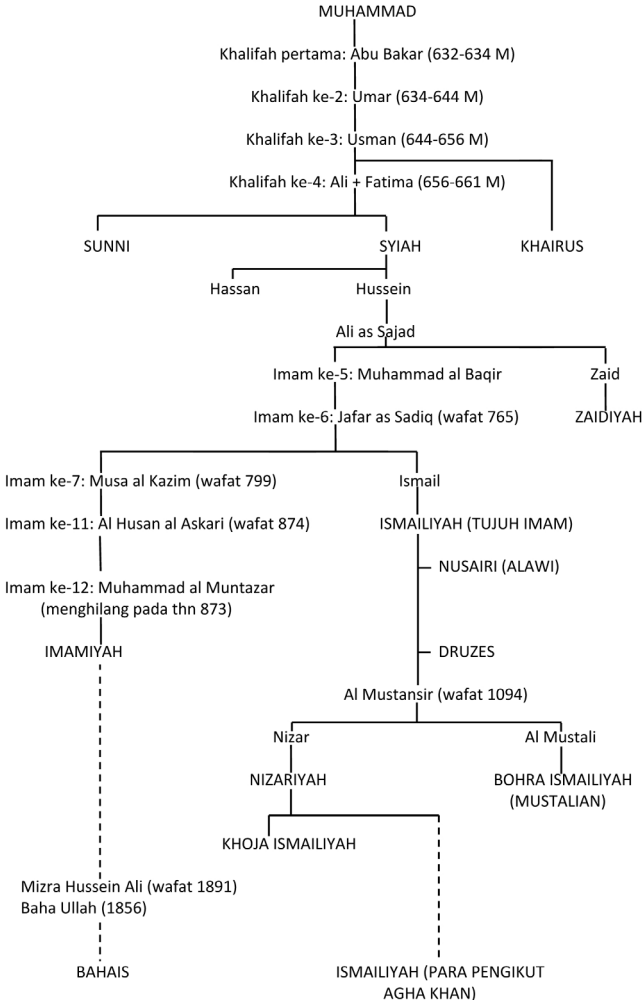 MUHAMMAD
Khalifah pertama: Abu Bakar (632-634 M)
Khalifah ke-2: Umar (634-644 M)
Khalifah ke-3: Usman (644-656 M)
Khalifah ke-4: Ali + Fatima (656-661 M)
SUNNI
SYIAH
KHAIRUS
Hassan
Hussein
Ali as Sajad
Imam ke-5: Muhammad al Baqir
Zaid
Imam ke-6: Jafar as Sadiq (wafat 765)
ZAIDIYAH
Imam ke-7: Musa al Kazim (wafat 799)
Ismail
Imam ke-11: Al Husan al Askari (wafat 874)
ISMAILIYAH (TUJUH IMAM)
NUSAIRI (ALAWI)
Imam ke-12: Muhammad al Muntazar
(menghilang pada thn 873)
IMAMIYAH
DRUZES
Al Mustansir (wafat 1094)
Nizar
Al Mustali
NIZARIYAH
BOHRA ISMAILIYAH
(MUSTALIAN)
KHOJA ISMAILIYAH
Mizra Hussein Ali (wafat 1891)
Baha Ullah (1856)
BAHAIS
ISMAILIYAH (PARA PENGIKUT
AGHA KHAN)